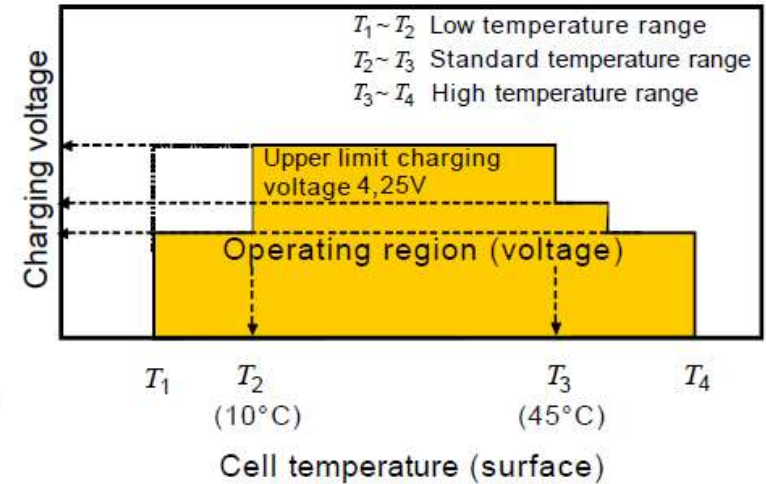 T1 ~ T2 Low temperature range
T2 ~ T3 Standard temperature range
T3 ~ T4 High temperature range
Charging voltage
Upper limit charging
voltage 4,25V
Operating region (voltage)
T1 T2 T3 T4
(10°C) (45°C)
Cell temperature (surface)